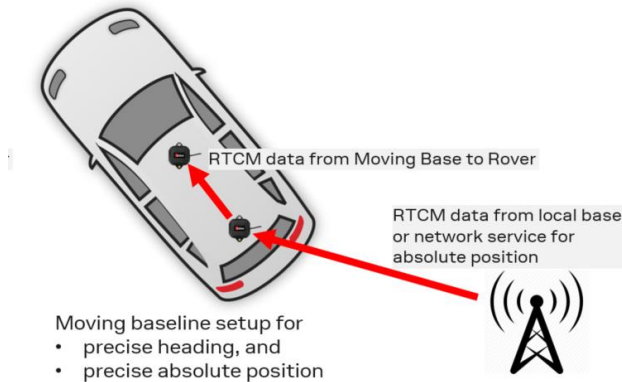 RTCM data from Moving Base to Rover
RTCM data from local base
or network service for
absolute position
Moving baseline setup for
• precise heading, and
• precise absolute position